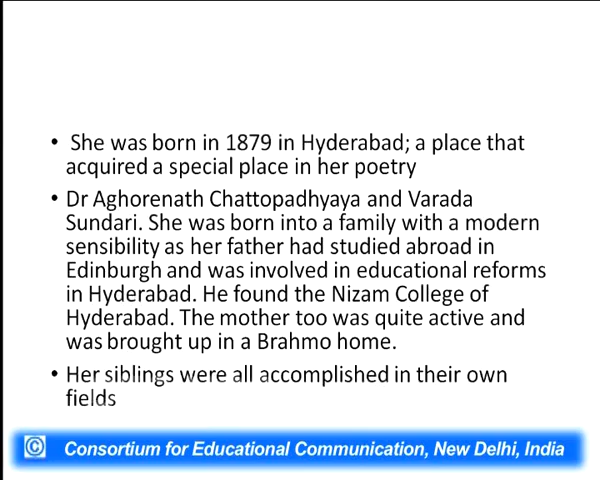 • She was born in 1879 in Hyderabad; a place that
acquired a special place in her poetry
• Dr Aghorenath Chattopadhyaya and Varada
Sundari. She was born into a family with a modern
sensibility as her father had studied abroad in
Edinburgh and was involved in educational reforms
in Hyderabad. He found the Nizam College of
Hyderabad. The mother too was quite active and
was brought up in a Brahmo home.
• Her siblings were all accomplished in their own
fields
© Consortium for Educational Communication, New Delhi, India